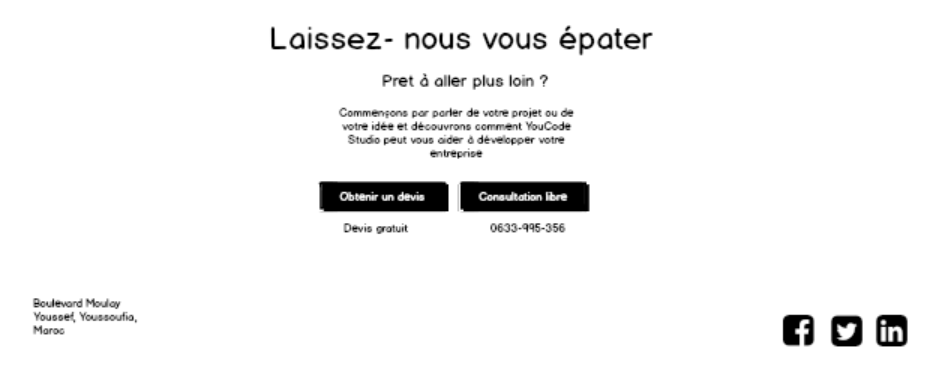 Laissez- nous vous épater
Pret à aller plus loin ?
Commençons par parler de votre projet ou de
votre idée et découvrons comment YouCode
Studio peut vous aider à développer votre
entreprise
Obtenir un devis
Consultation libre
Devis gratuit
0633-995-356
Boulevard Moulay
Youssef, Youssoufia,
Maroc